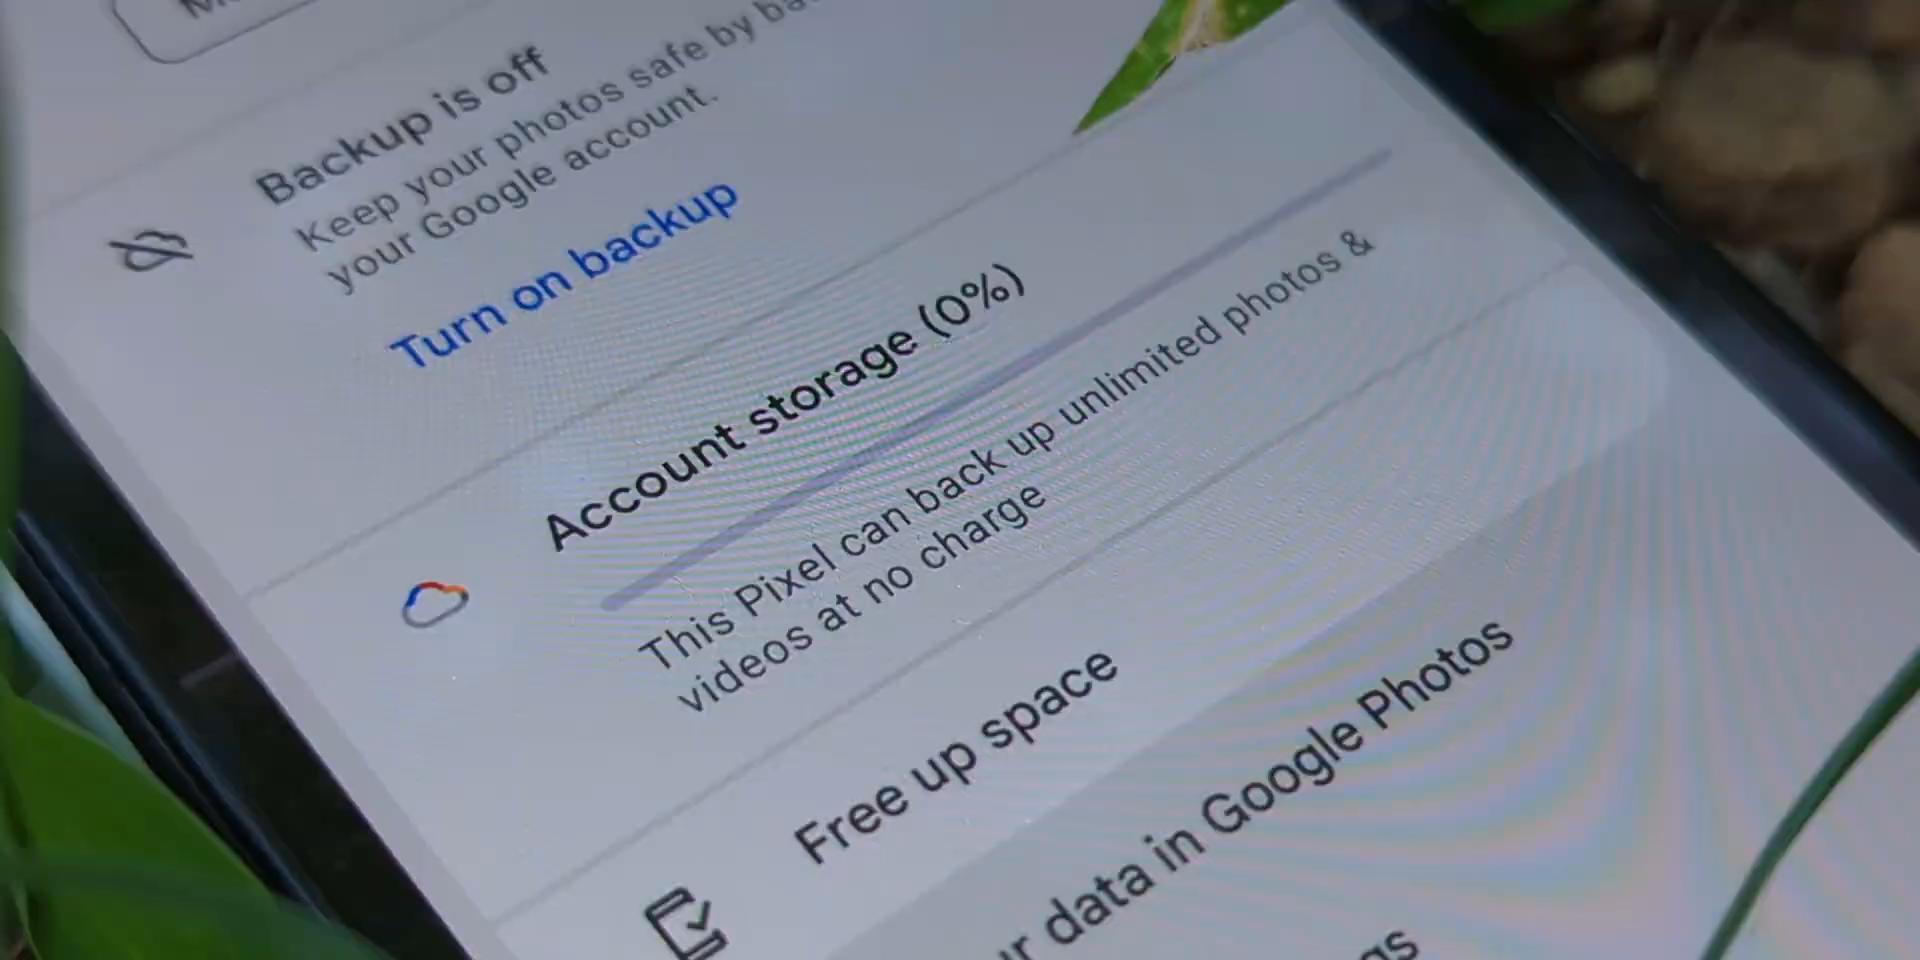 Backup is off
Keep your photos safe by
your Google account.
Turn on backup
Account storage (0%)
This Pixel can back up unlimited photos &
videos at no charge
Free up space
data in Google Photos